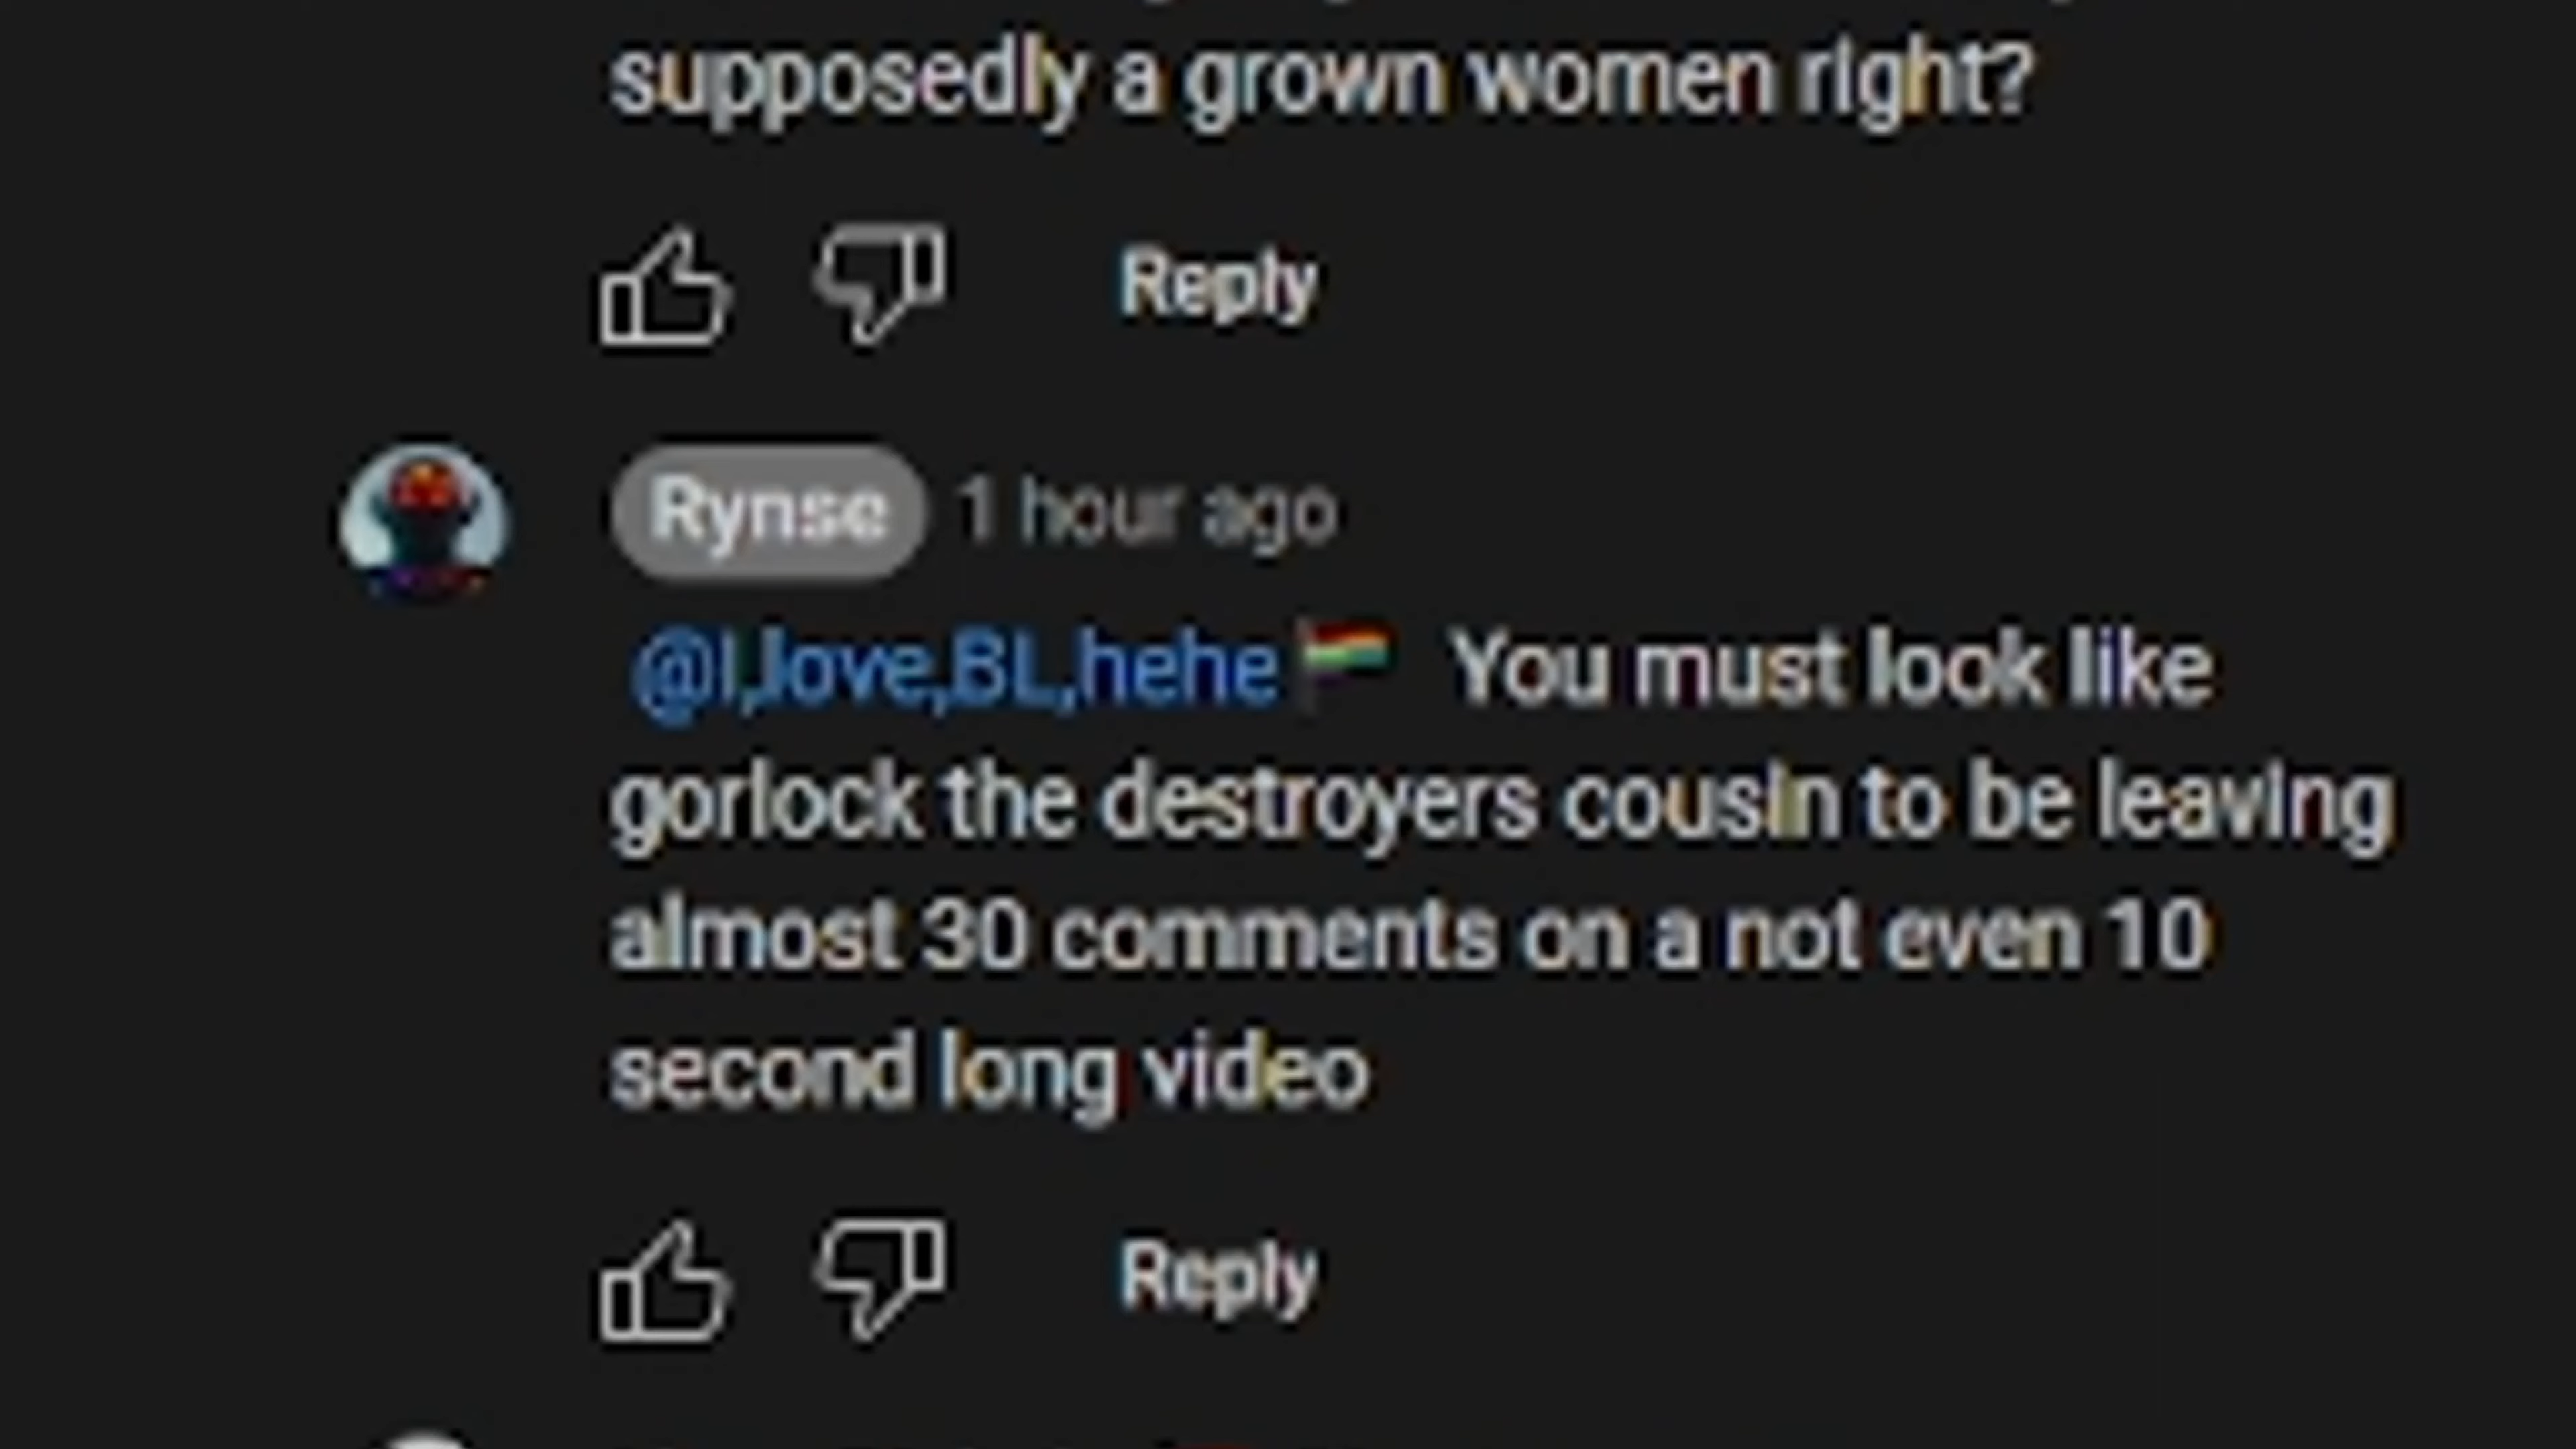 supposedly a grown women right?
Reply
Rynse 1 hour ago
@I,love,BL,hehe🏳️‍🌈 You must look like
gorlock the destroyers cousin to be leaving
almost 30 comments on a not even 10
second long video
Reply